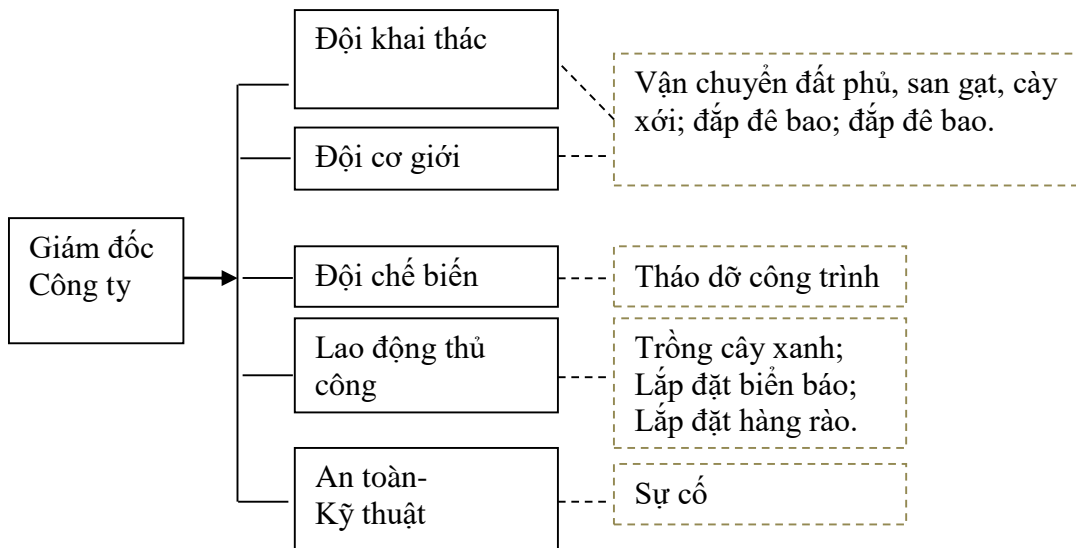 Đội khai thác
Vận chuyển đất phủ, san gạt, cày
xới; đắp đê bao; đắp đê bao.
Đội cơ giới
Giám đốc
Công ty
Đội chế biến
Tháo dỡ công trình
Lao động thủ
công
Trồng cây xanh;
Lắp đặt biển báo;
Lắp đặt hàng rào.
An toàn-
Kỹ thuật
Sự cố